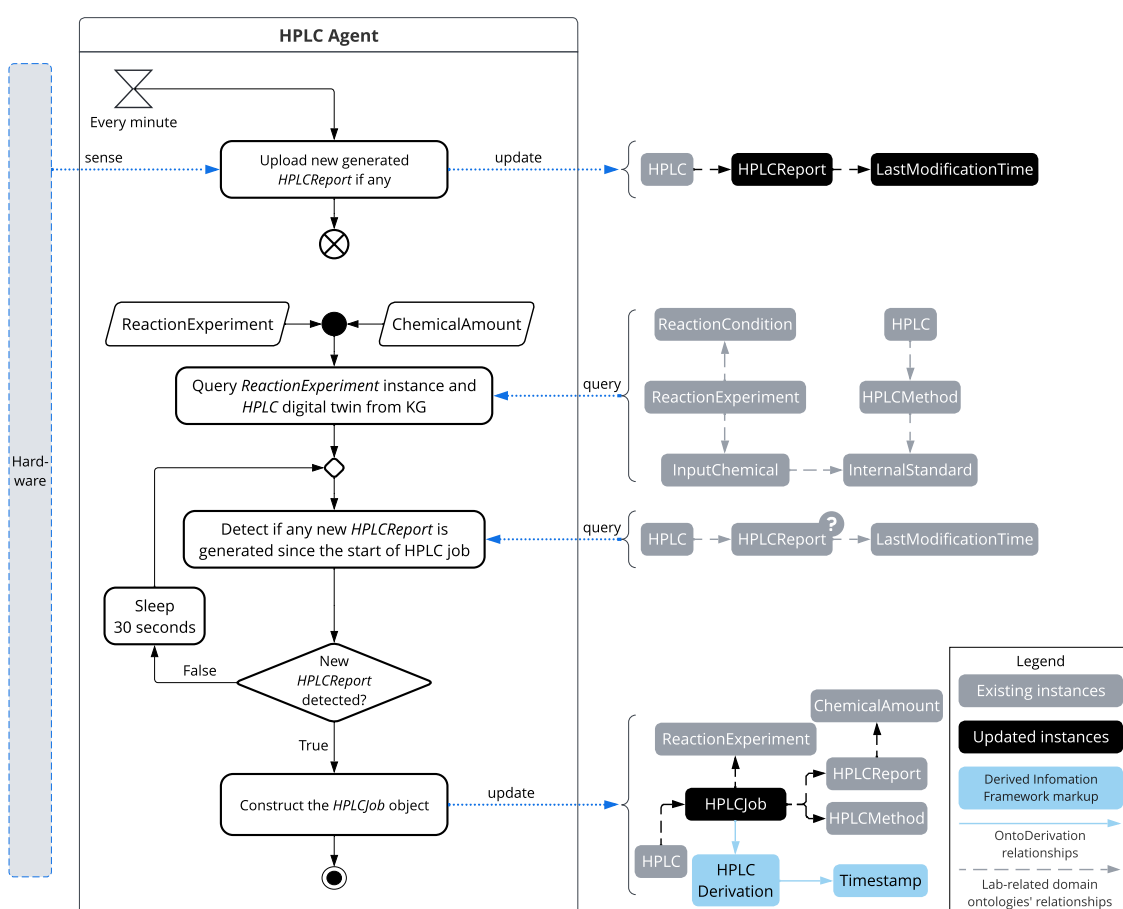 HPLC Agent
Every minute
sense
Upload new generated
HPLCReport if any
update
HPLC
HPLCReport
LastModificationTime
ReactionExperiment
ChemicalAmount
Query ReactionExperiment instance and
HPLC digital twin from KG
query
ReactionCondition
HPLC
ReactionExperiment
HPLCMethod
InputChemical
InternalStandard
Hard-
ware
Detect if any new HPLCReport is
generated since the start of HPLC job
query
HPLC
HPLCReport
?
LastModificationTime
Sleep
30 seconds
False
New
HPLCReport
detected?
True
Construct the HPLCJob object
update
ChemicalAmount
ReactionExperiment
HPLCReport
HPLCJob
HPLCMethod
HPLC
HPLC
Derivation
Timestamp
Legend
Existing instances
Updated instances
Derived Infomation
Framework markup
OntoDerivation
relationships
Lab-related domain
ontologies' relationships